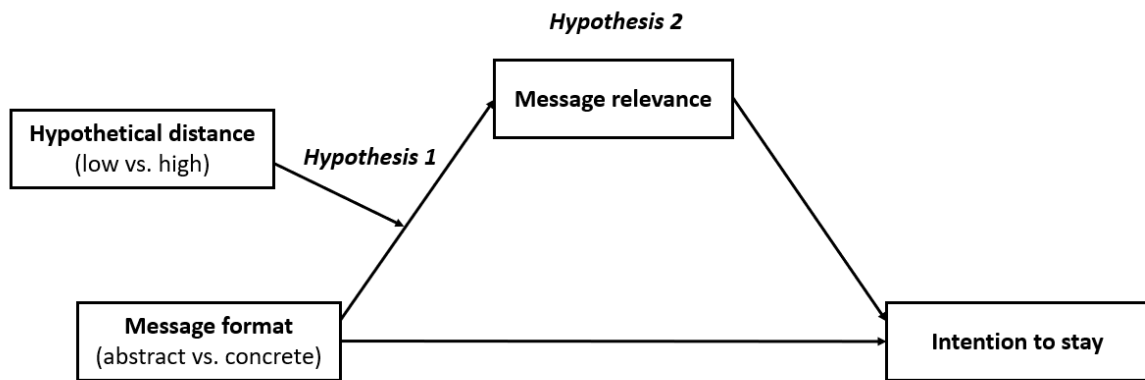 Hypothesis 2
Message relevance
Hypothetical distance
(low vs. high)
Hypothesis 1
Message format
(abstract vs. concrete)
Intention to stay